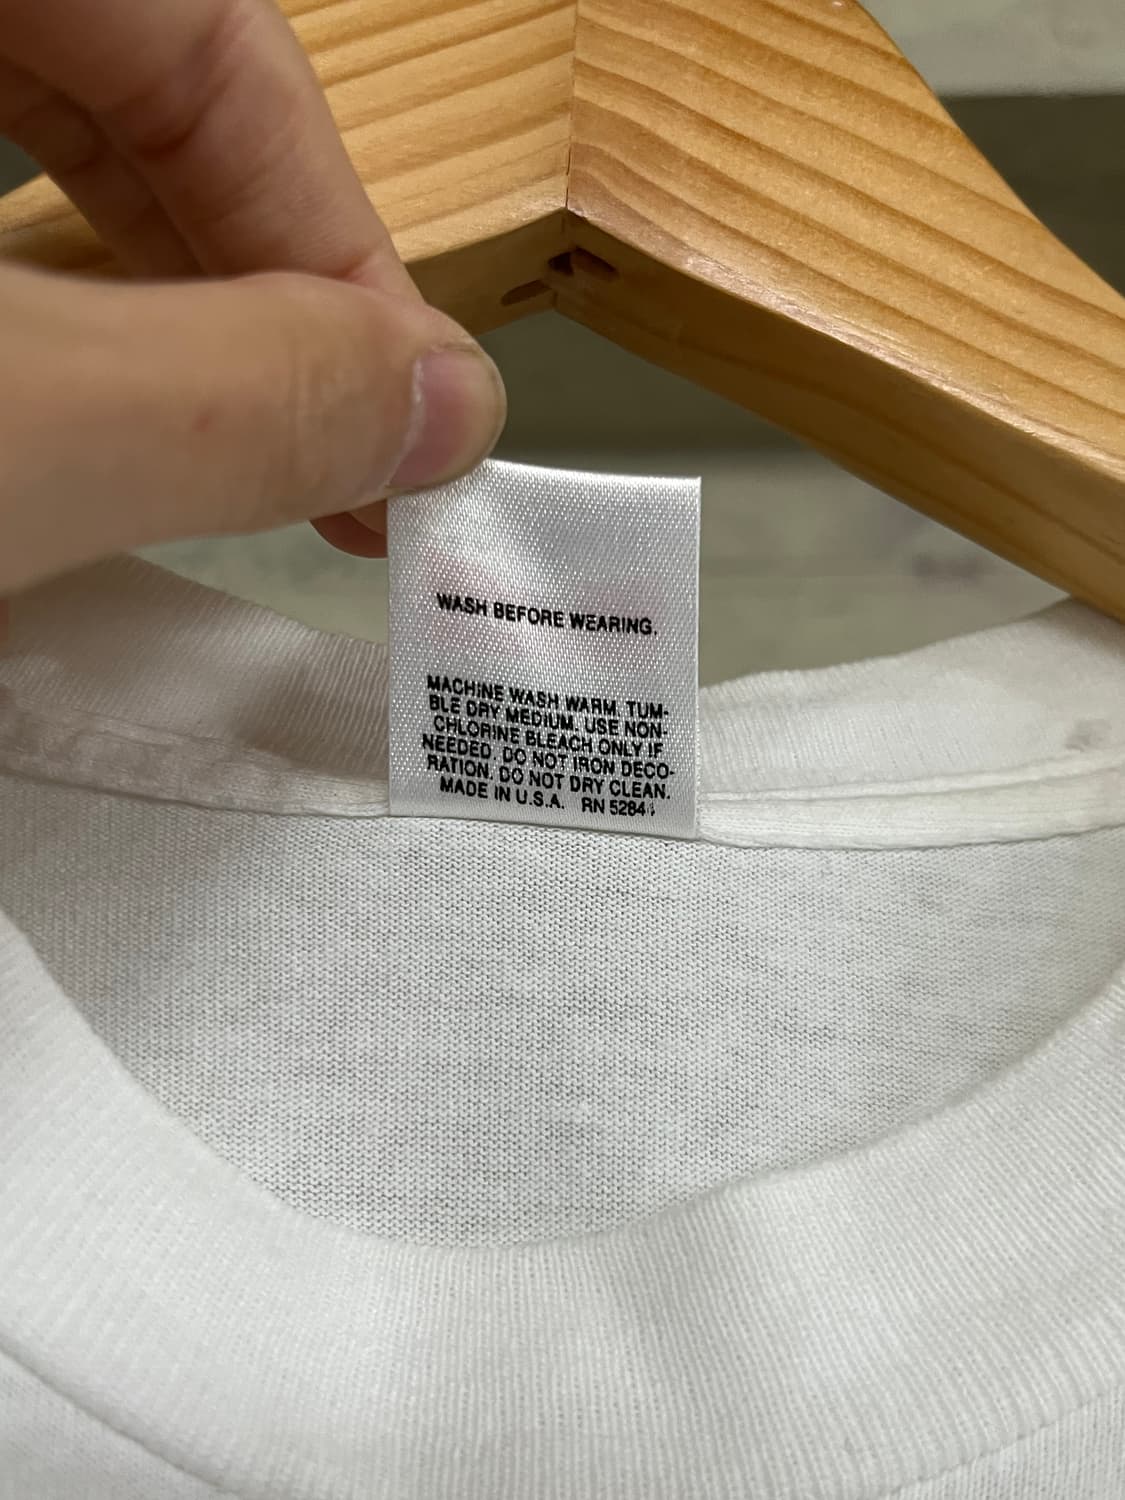 WASH BEFORE WEARING.
MACHINE WASH WARM. TUM-
BLE DRY MEDIUM. USE NON-
CHLORINE BLEACH ONLY IF
NEEDED. DO NOT IRON DECO-
RATION. DO NOT DRY CLEAN.
MADE IN U.S.A. RN